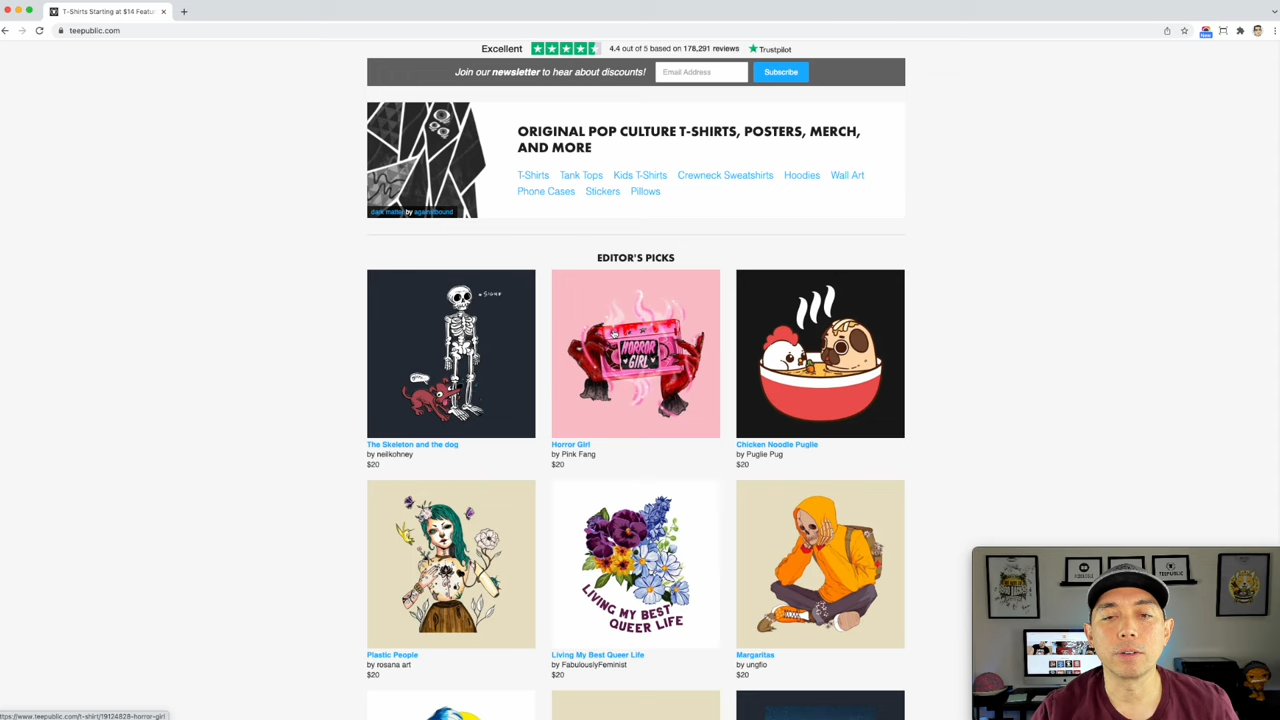 T-Shirts Starting at $14 Featu
teepublic.com
New
Excellent 4.4 out of 5 based on 178,291 reviews Trustpilot
Join our newsletter to hear about discounts! Email Address Subscribe
ORIGINAL POP CULTURE T-SHIRTS, POSTERS, MERCH,
AND MORE
T-Shirts Tank Tops Kids T-Shirts Crewneck Sweatshirts Hoodies Wall Art
Phone Cases Stickers Pillows
dark matter by againstbound
EDITOR'S PICKS
HORROR
GIRL
The Skeleton and the dog
by neilkohney
$20
Horror Girl
by Pink Fang
$20
Chicken Noodle Puglie
by Puglie Pug
$20
LIVING MY BEST
QUEER LIFE
Plastic People
by rosana art
$20
Living My Best Queer Life
by FabulouslyFeminist
$20
Margaritas
by ungfio
$20
TEEPUBLIC
https://www.teepublic.com/t-shirt/19124828-horror-girl